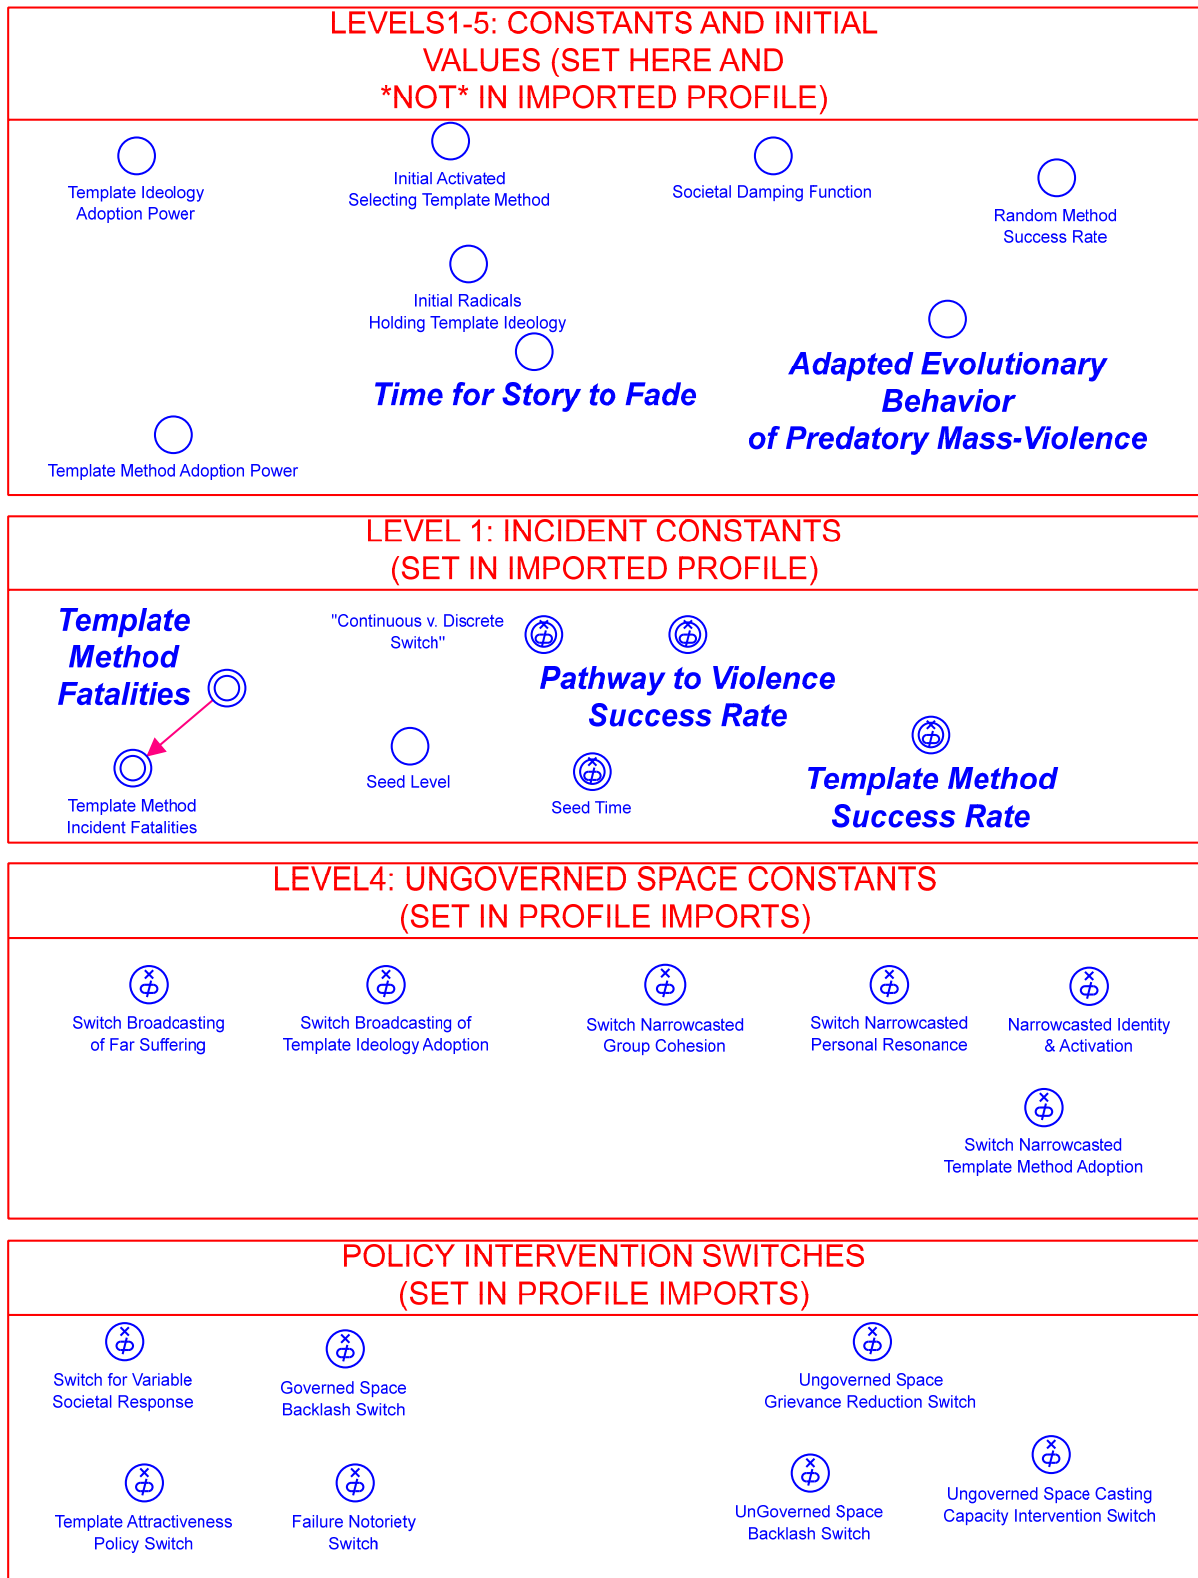 LEVELS1-5: CONSTANTS AND INITIAL
VALUES (SET HERE AND
*NOT* IN IMPORTED PROFILE)
Template Ideology
Adoption Power
Initial Activated
Selecting Template Method
Societal Damping Function
Random Method
Success Rate
Initial Radicals
Holding Template Ideology
Time for Story to Fade
Adapted Evolutionary
Behavior
of Predatory Mass-Violence
Template Method Adoption Power
LEVEL 1: INCIDENT CONSTANTS
(SET IN IMPORTED PROFILE)
Template
Method
Fatalities
"Continuous v. Discrete
Switch"
Pathway to Violence
Success Rate
Template Method
Incident Fatalities
Seed Level
Seed Time
Template Method
Success Rate
LEVEL4: UNGOVERNED SPACE CONSTANTS
(SET IN PROFILE IMPORTS)
Switch Broadcasting
of Far Suffering
Switch Broadcasting of
Template Ideology Adoption
Switch Narrowcasted
Group Cohesion
Switch Narrowcasted
Personal Resonance
Narrowcasted Identity
& Activation
Switch Narrowcasted
Template Method Adoption
POLICY INTERVENTION SWITCHES
(SET IN PROFILE IMPORTS)
Switch for Variable
Societal Response
Governed Space
Backlash Switch
Ungoverned Space
Grievance Reduction Switch
Template Attractiveness
Policy Switch
Failure Notoriety
Switch
UnGoverned Space
Backlash Switch
Ungoverned Space Casting
Capacity Intervention Switch